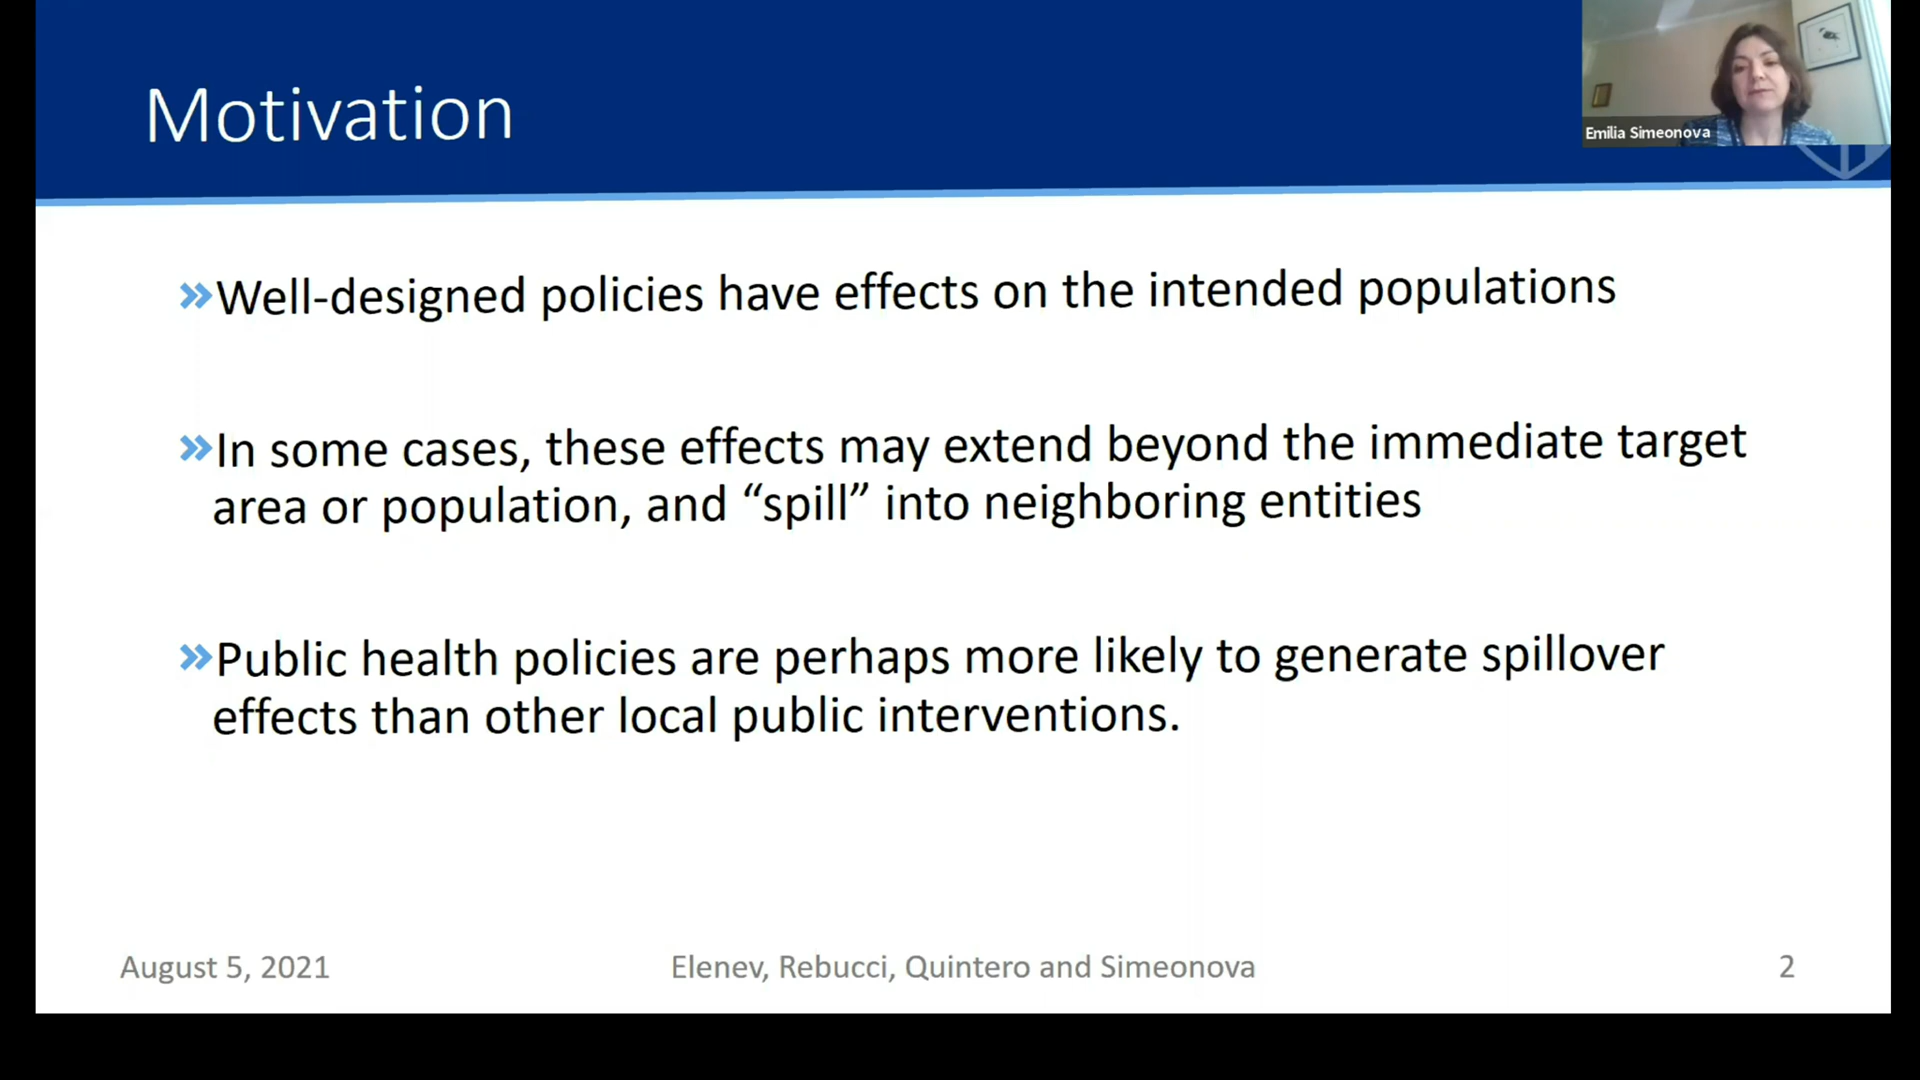 Motivation
Emilia Simeonova
»Well-designed policies have effects on the intended populations
»In some cases, these effects may extend beyond the immediate target
area or population, and “spill” into neighboring entities
»Public health policies are perhaps more likely to generate spillover
effects than other local public interventions.
August 5, 2021
Elenev, Rebucci, Quintero and Simeonova
2